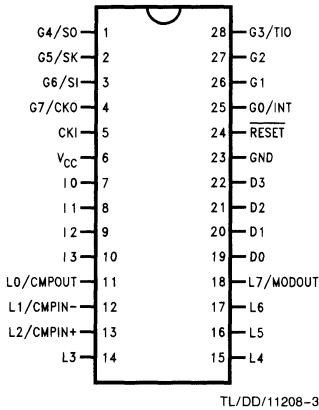 G4/SO 1 28 G3/TIO
G5/SK 2 27 G2
G6/SI 3 26 G1
G7/CKO 4 25 G0/INT
CKI 5 24 RESET
VCC 6 23 GND
I0 7 22 D3
I1 8 21 D2
I2 9 20 D1
I3 10 19 D0
L0/CMPOUT 11 18 L7/MODOUT
L1/CMPIN- 12 17 L6
L2/CMPIN+ 13 16 L5
L3 14 15 L4
TL/DD/11208-3